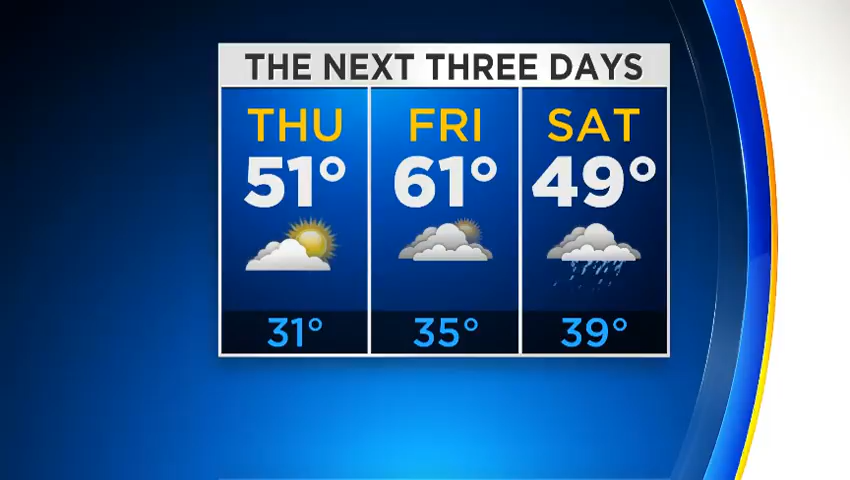 THE NEXT THREE DAYS
THU FRI SAT
51° 61° 49°
31° 35° 39°